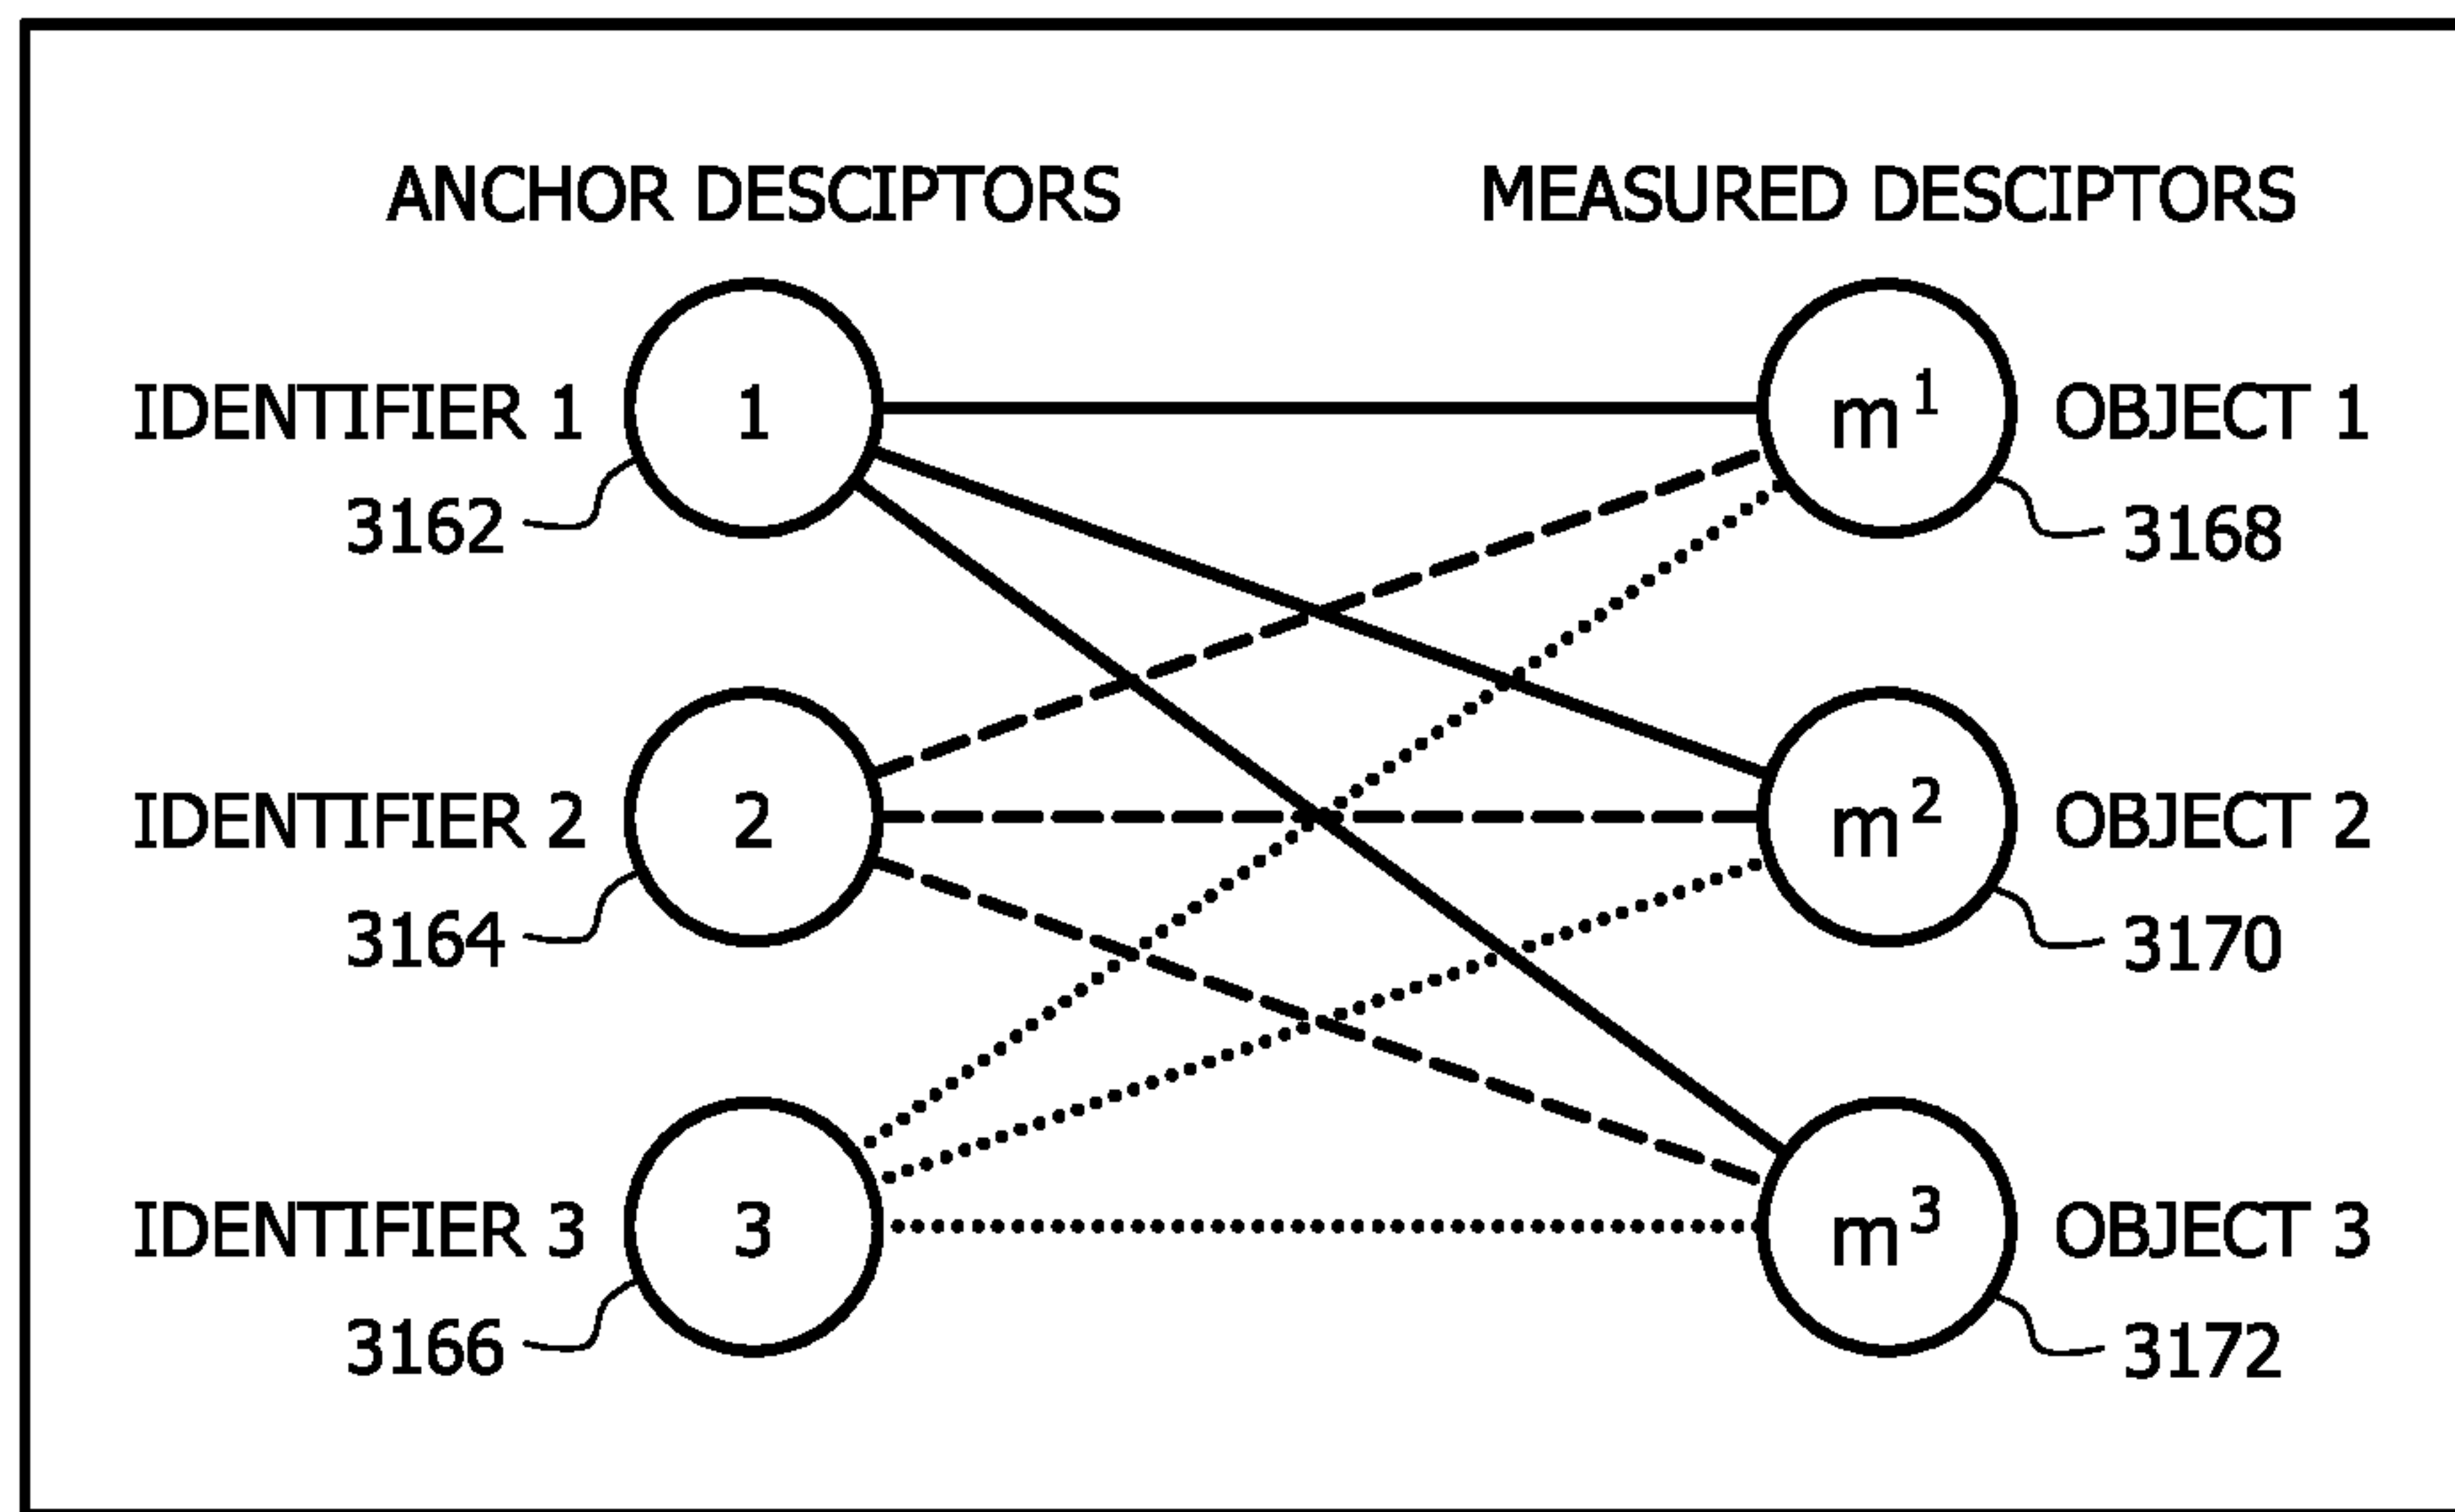 ANCHOR DESCIPTORS MEASURED DESCIPTORS
IDENTIFIER 1 1 m¹ OBJECT 1
3162 3168
IDENTIFIER 2 2 m² OBJECT 2
3164 3170
IDENTIFIER 3 3 m³ OBJECT 3
3166 3172